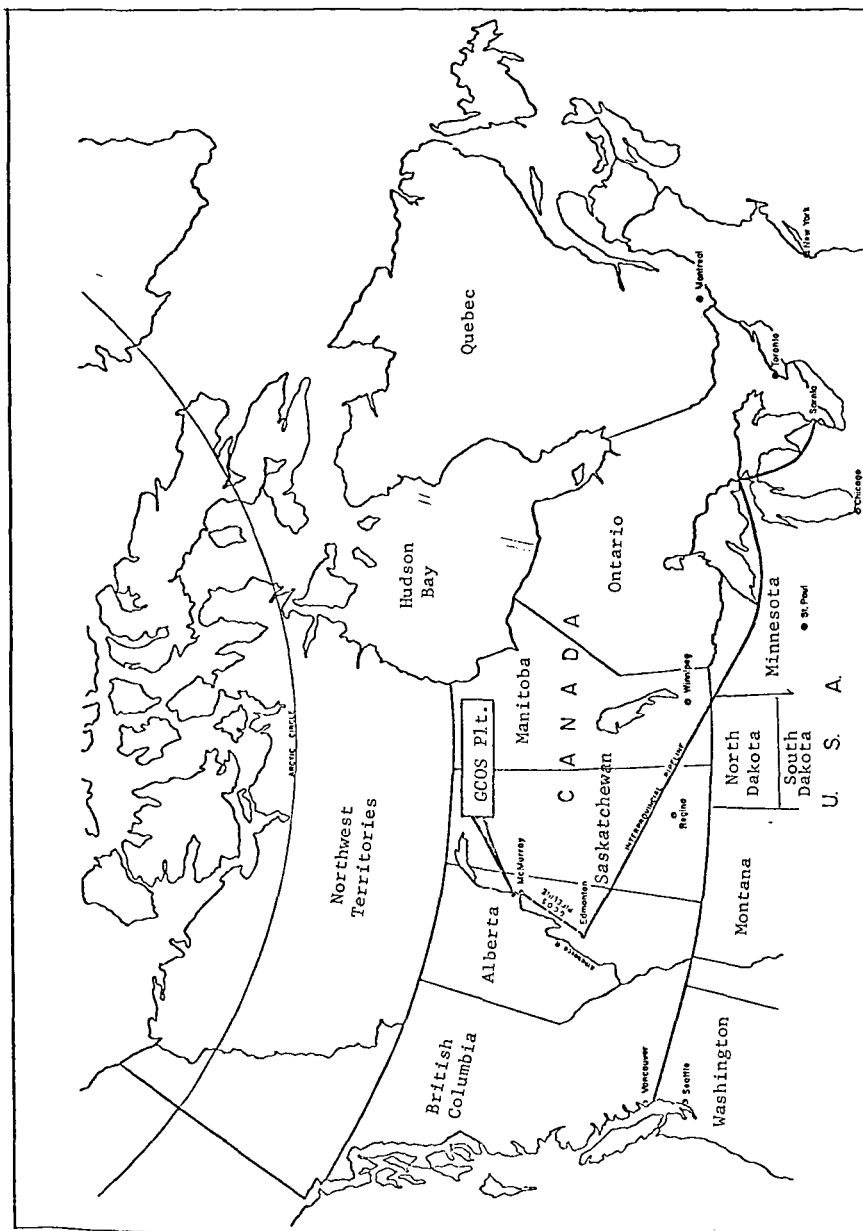 ARCTIC CIRCLE
Northwest
Territories
Hudson
Bay
Quebec
British
Columbia
Alberta
GCOS Plt.
McMurray
GCOS
Edmonton
Saskatchewan
Manitoba
CANADA
Ontario
INTERPROVINCIAL PIPELINE
Regina
Winnipeg
Montreal
Toronto
Sarnia
Vancouver
Seattle
Washington
Montana
North
Dakota
South
Dakota
Minnesota
St. Paul
Chicago
New York
U. S. A.